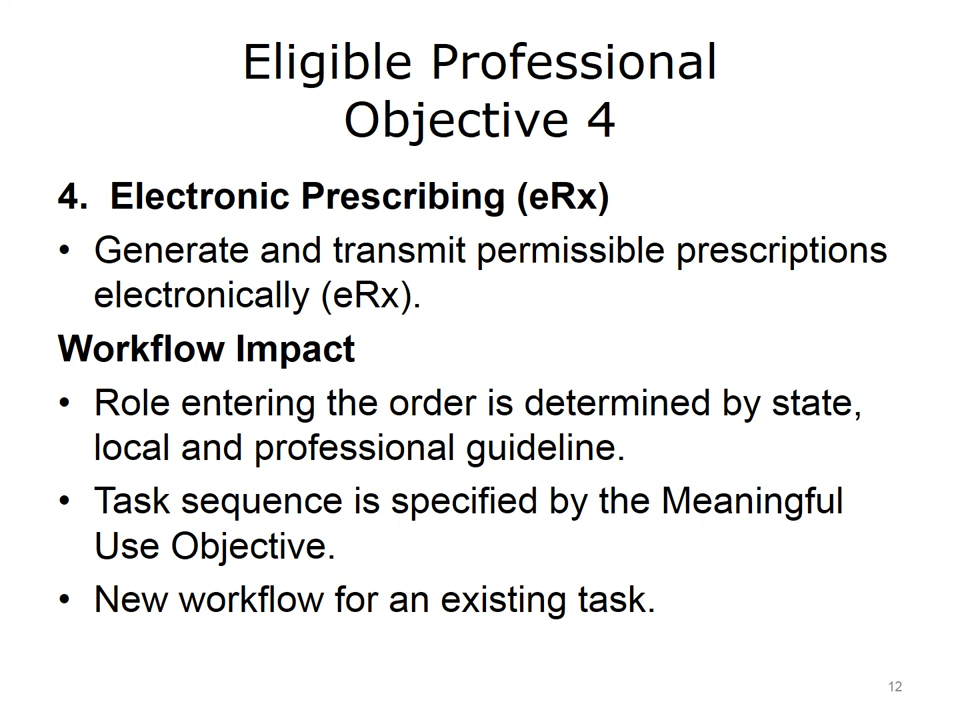 Eligible Professional
Objective 4
4. Electronic Prescribing (eRx)
• Generate and transmit permissible prescriptions
electronically (eRx).
Workflow Impact
• Role entering the order is determined by state,
local and professional guideline.
• Task sequence is specified by the Meaningful
Use Objective.
• New workflow for an existing task.
12